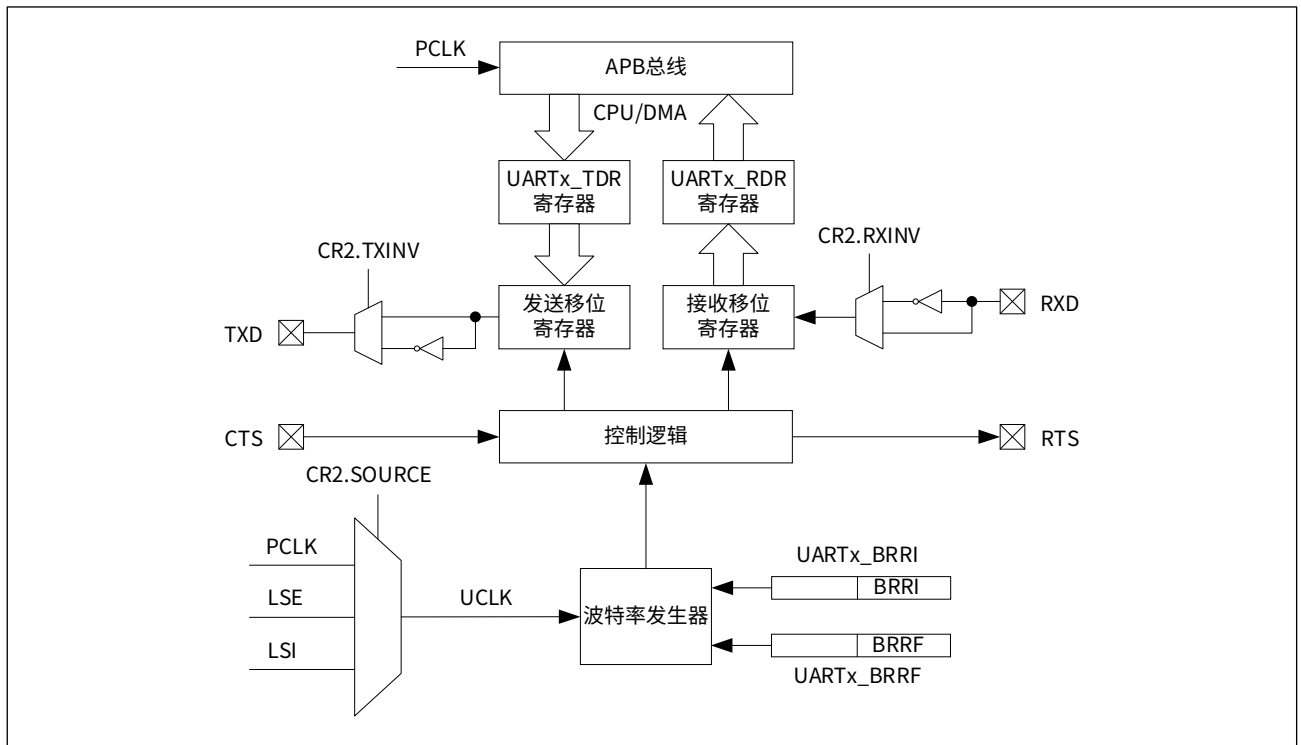 PCLK
APB总线
CPU/DMA
UARTx_TDR
寄存器
UARTx_RDR
寄存器
CR2.TXINV
CR2.RXINV
发送移位
寄存器
接收移位
寄存器
TXD
RXD
CTS
控制逻辑
RTS
CR2.SOURCE
PCLK
LSE
LSI
UCLK
波特率发生器
UARTx_BRRI
BRRI
BRRF
UARTx_BRRF